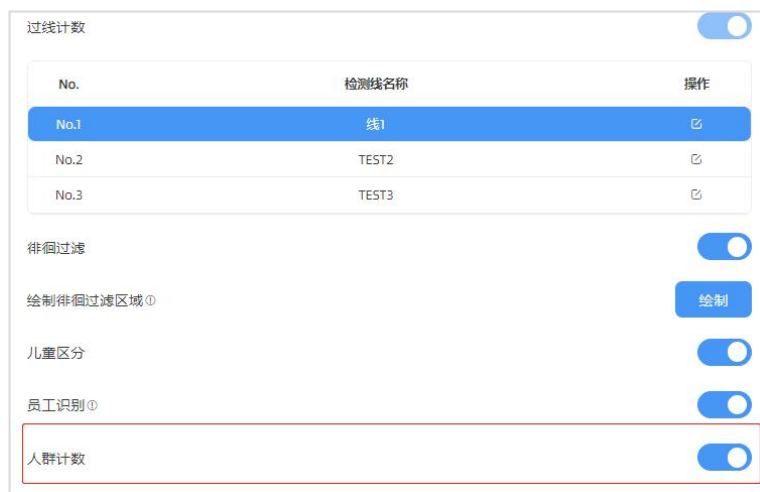 过线计数
No. 检测线名称 操作
No.1 线1
No.2 TEST2
No.3 TEST3
徘徊过滤
绘制徘徊过滤区域 绘制
儿童区分
员工识别
人群计数